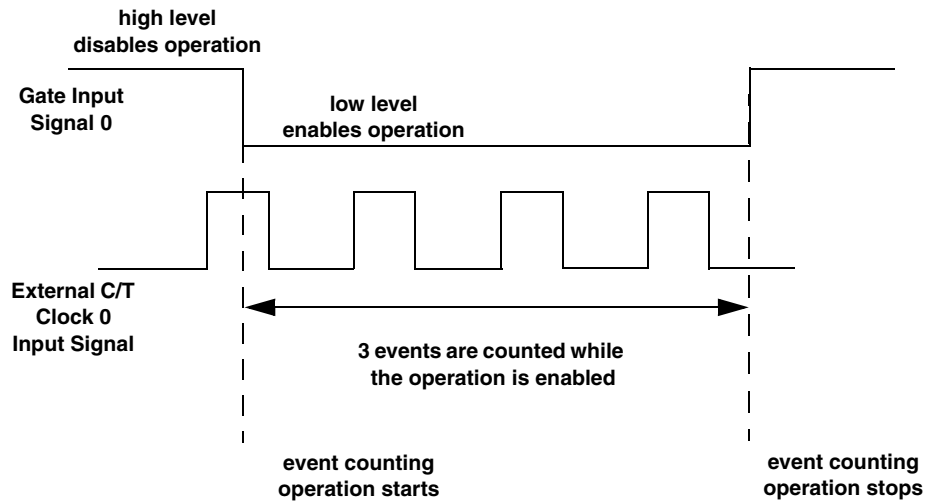 high level
disables operation
Gate Input
Signal 0
low level
enables operation
External C/T
Clock 0
Input Signal
3 events are counted while
the operation is enabled
event counting
operation starts
event counting
operation stops